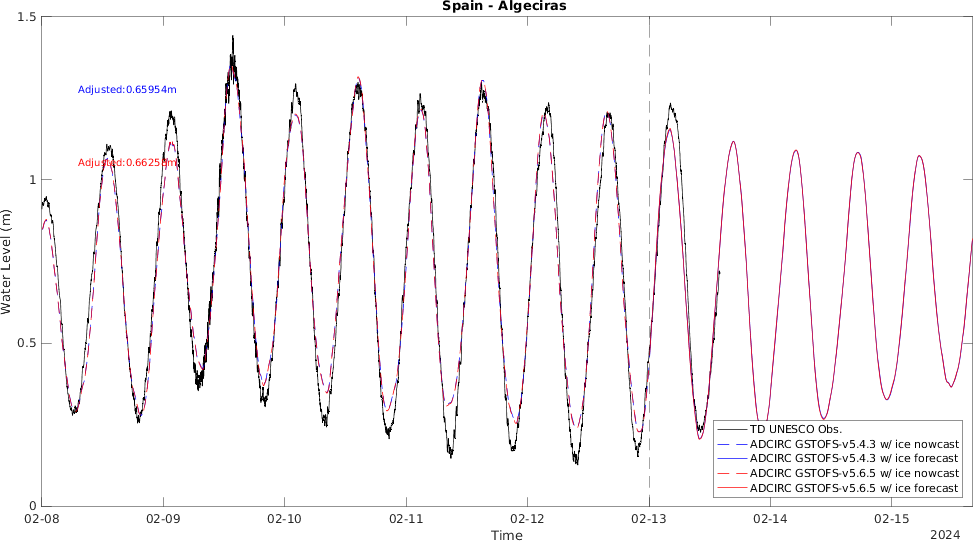 Spain - Algeciras
Water Level (m)
1.5
1
0.5
0
Adjusted:0.65954m
Adjusted:0.66258m
TD UNESCO Obs.
ADCIRC GSTOFS-v5.4.3 w/ ice nowcast
ADCIRC GSTOFS-v5.4.3 w/ ice forecast
ADCIRC GSTOFS-v5.6.5 w/ ice nowcast
ADCIRC GSTOFS-v5.6.5 w/ ice forecast
02-08 02-09 02-10 02-11 02-12 02-13 02-14 02-15
Time
2024